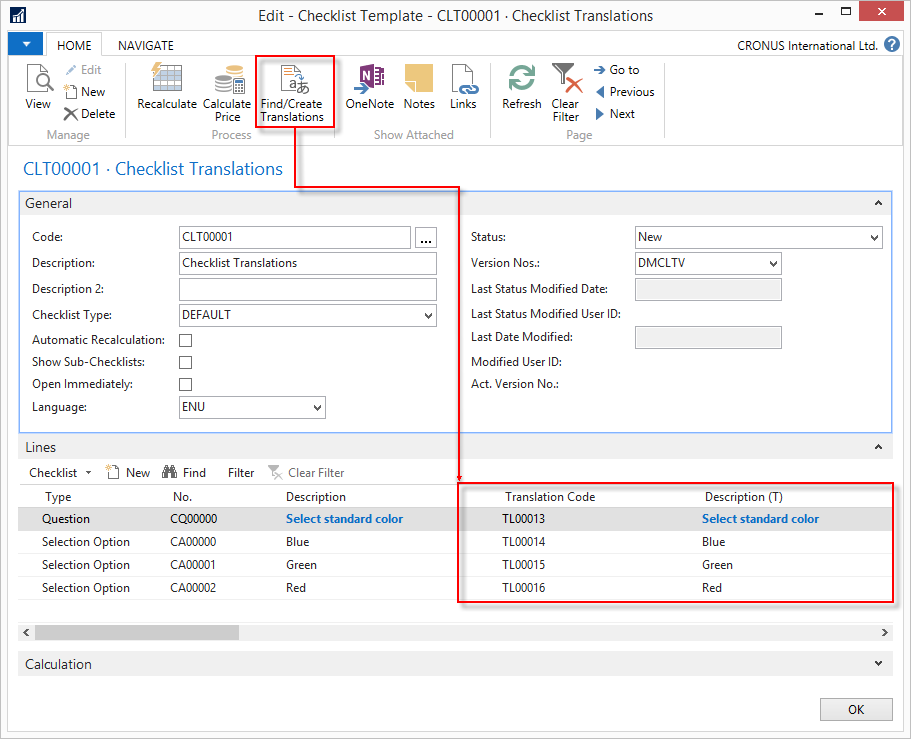 Edit - Checklist Template - CLT00001 · Checklist Translations
HOME NAVIGATE CRONUS International Ltd. ?
View Edit New Delete
Recalculate Calculate Price Find/Create Translations
OneNote Notes Links
Refresh Clear Filter Go to Previous Next
Manage Process Show Attached Page
CLT00001 · Checklist Translations
General
Code: CLT00001 ... Status: New
Description: Checklist Translations Version Nos.: DMCLTV
Description 2: Last Status Modified Date:
Checklist Type: DEFAULT Last Status Modified User ID:
Automatic Recalculation: Last Date Modified:
Show Sub-Checklists: Modified User ID:
Open Immediately: Act. Version No.:
Language: ENU
Lines
Checklist New Find Filter Clear Filter
Type No. Description Translation Code Description (T)
Question CQ00000 Select standard color TL00013 Select standard color
Selection Option CA00000 Blue TL00014 Blue
Selection Option CA00001 Green TL00015 Green
Selection Option CA00002 Red TL00016 Red
Calculation
OK